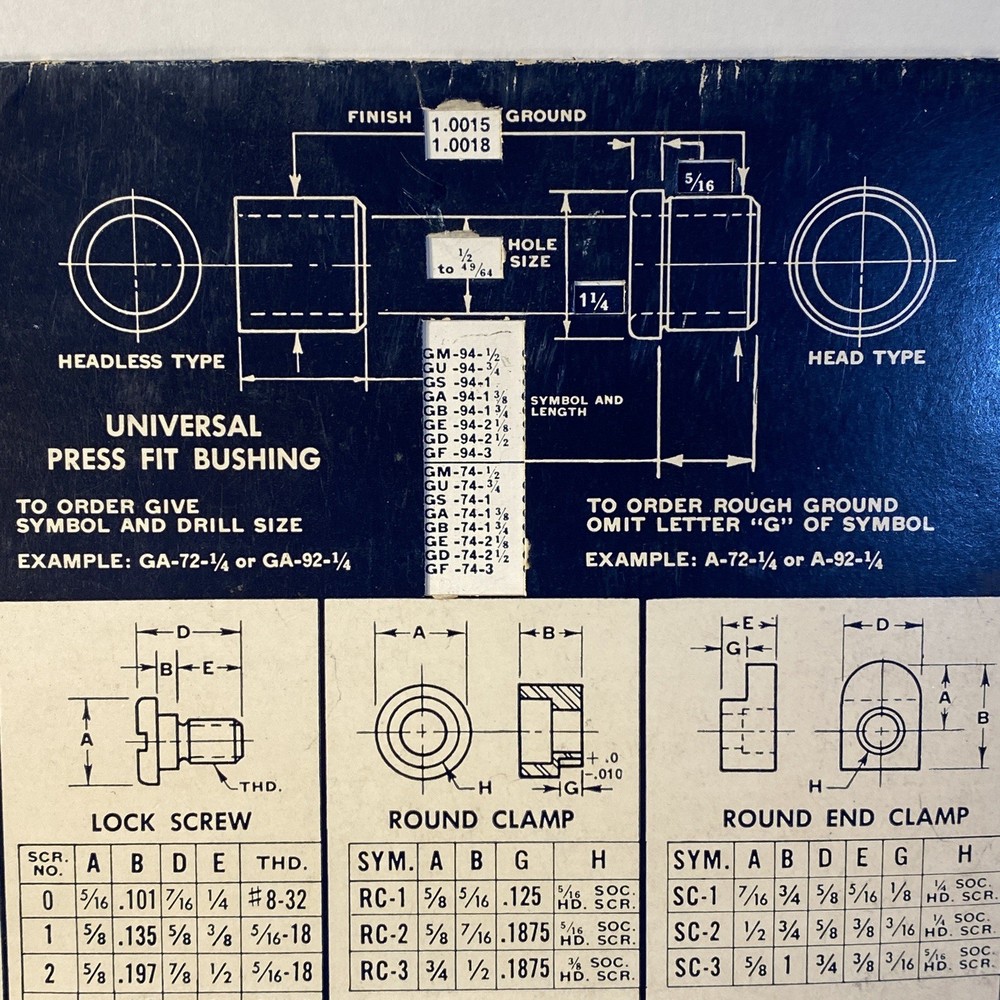 FINISH 1.0015 GROUND
1.0018
5/16
HOLE
SIZE
1/2
to 49/64
1 1/4
HEADLESS TYPE
HEAD TYPE
GM-94-1/2
GU-94-3/4
GS-94-1
GA-94-1 3/8
GB-94-1 3/4
GE-94-2 1/8
GD-94-2 1/2
GF-94-3
GM-74-1/2
GU-74-3/4
GS-74-1
GA-74-1 3/8
GB-74-1 3/4
GE-74-2 1/8
GD-74-2 1/2
GF-74-3
SYMBOL AND
LENGTH
UNIVERSAL
PRESS FIT BUSHING
TO ORDER GIVE
SYMBOL AND DRILL SIZE
EXAMPLE: GA-72-1/4 or GA-92-1/4
TO ORDER ROUGH GROUND
OMIT LETTER “G” OF SYMBOL
EXAMPLE: A-72-1/4 or A-92-1/4
D
B E
A
THD.
LOCK SCREW
SCR. NO. A B D E THD.
0 5/16 .101 7/16 1/4 #8-32
1 5/8 .135 5/8 3/8 5/16-18
2 5/8 .197 7/8 1/2 5/16-18
A B
H
+.0
-.010
G
ROUND CLAMP
SYM. A B G H
RC-1 5/8 5/16 .125 5/16 SOC. HD. SCR.
RC-2 5/8 7/16 .1875 5/16 SOC. HD. SCR.
RC-3 3/4 1/2 .1875 3/8 SOC. HD. SCR.
E D
G
A
B
H
ROUND END CLAMP
SYM. A B D E G H
SC-1 7/16 3/4 5/8 5/16 1/8 1/4 SOC. HD. SCR.
SC-2 1/2 3/4 5/8 3/8 3/16 1/4 SOC. HD. SCR.
SC-3 5/8 1 3/4 3/8 3/16 5/16 SOC. HD. SCR.